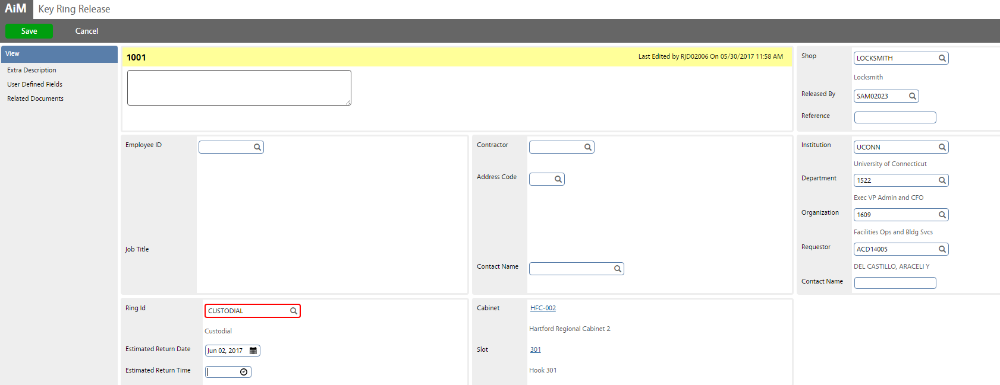 AiM Key Ring Release
Save Cancel
View
Extra Description
User Defined Fields
Related Documents
1001 Last Edited by RJD02006 On 05/30/2017 11:58 AM
Shop LOCKSMITH
Locksmith
Released By SAM02023
Reference
Employee ID
Job Title
Contractor
Address Code
Contact Name
Institution UCONN
University of Connecticut
Department 1522
Exec VP Admin and CFO
Organization 1609
Facilities Ops and Bldg Svcs
Requestor ACD14005
DEL CASTILLO, ARACELI Y
Contact Name
Ring Id CUSTODIAL
Custodial
Estimated Return Date Jun 02, 2017
Estimated Return Time
Cabinet HFC-002
Hartford Regional Cabinet 2
Slot 301
Hook 301